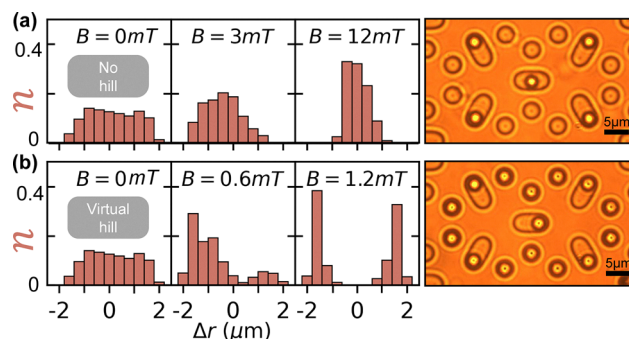 (a)
B = 0mT
B = 3mT
B = 12mT
0.4
No
hill
n
0
5µm
(b)
B = 0mT
B = 0.6mT
B = 1.2mT
0.4
Virtual
hill
n
0
5µm
-2 0 2 -2 0 2 -2 0 2
Δr (µm)